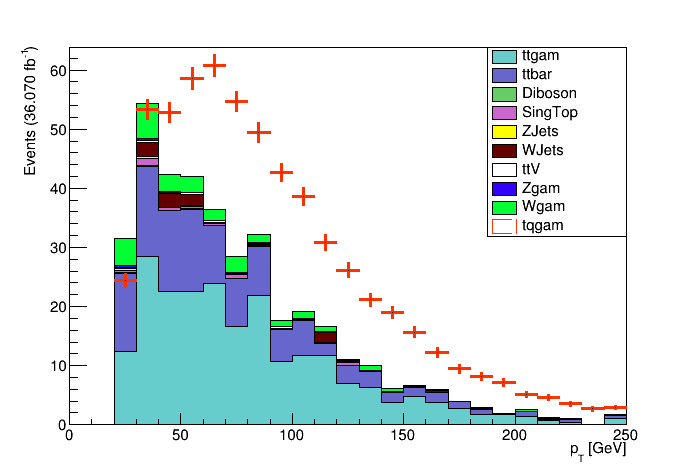 Events (36.070 fb⁻¹)
60
50
40
30
20
10
0
0 50 100 150 200 250
p_T [GeV]
ttgam
ttbar
Diboson
SingTop
ZJets
WJets
ttV
Zgam
Wgam
tqgam